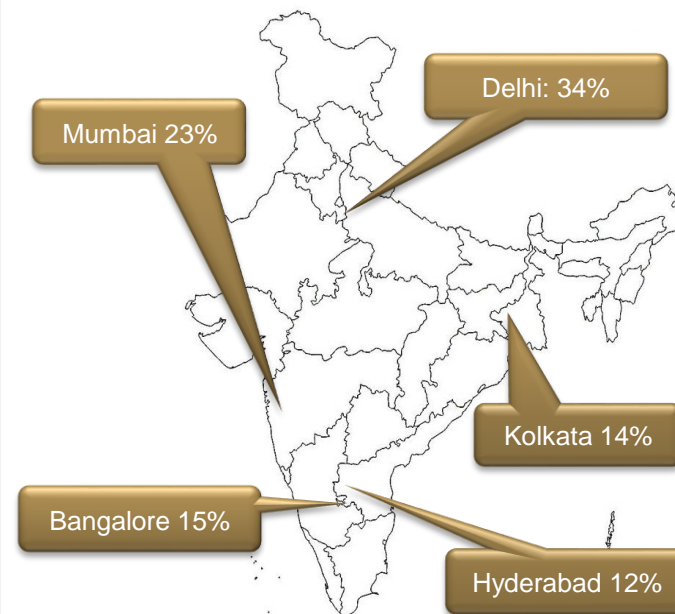 Delhi: 34%
Mumbai 23%
Kolkata 14%
Bangalore 15%
Hyderabad 12%